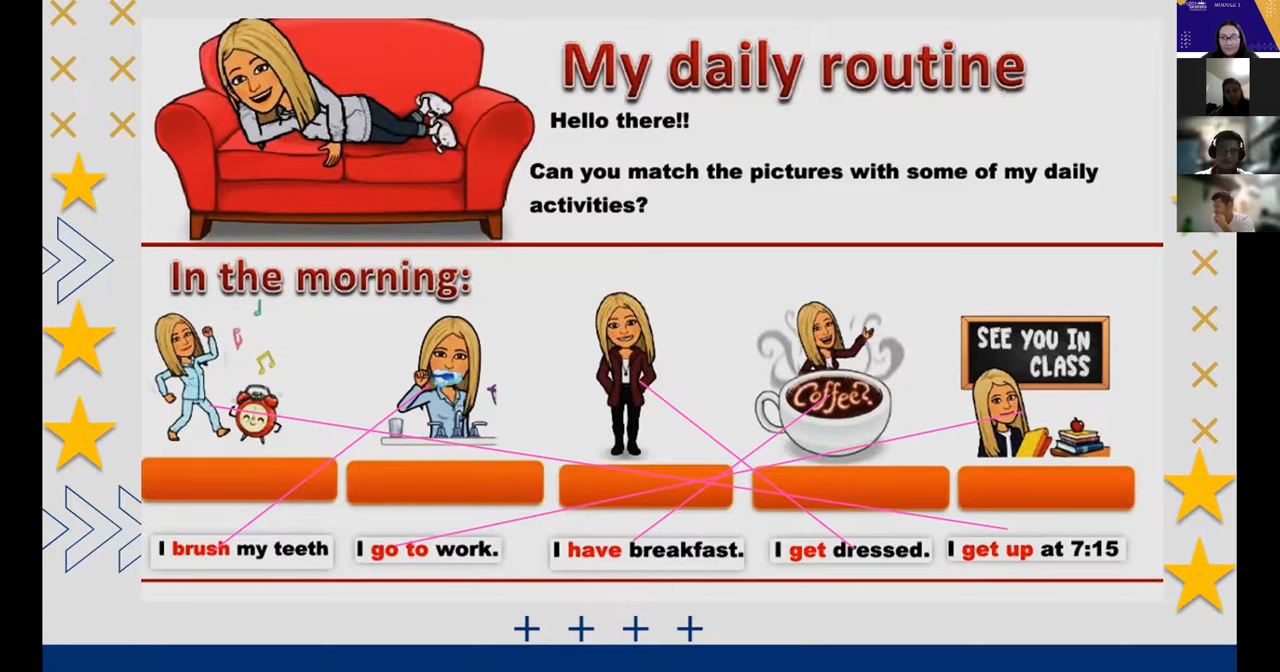 MODULE 1
My daily routine
Hello there!!
Can you match the pictures with some of my daily
activities?
In the morning:
Coffee?
SEE YOU IN
CLASS
I brush my teeth
I go to work.
I have breakfast.
I get dressed.
I get up at 7:15